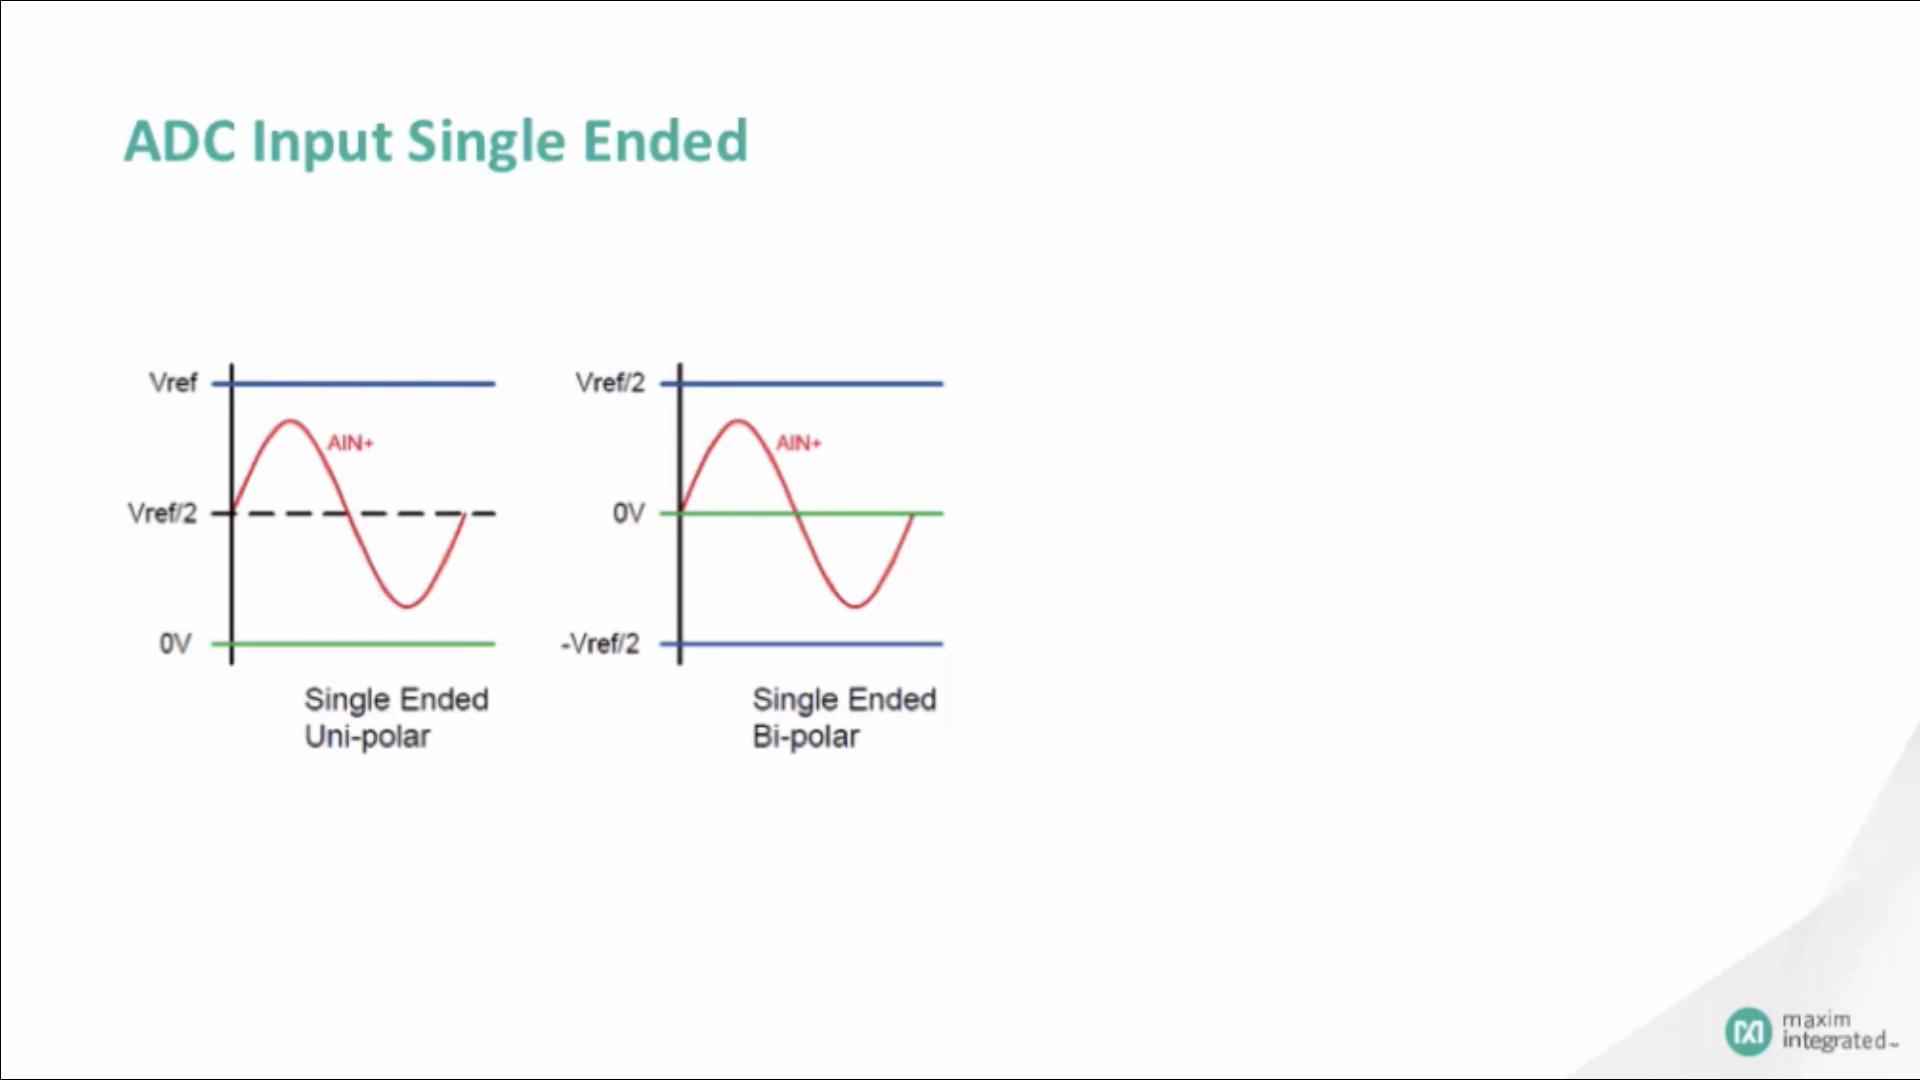 ADC Input Single Ended
Vref
AIN+
Vref/2
0V
Single Ended
Uni-polar
Vref/2
AIN+
0V
-Vref/2
Single Ended
Bi-polar
maxim
integrated™